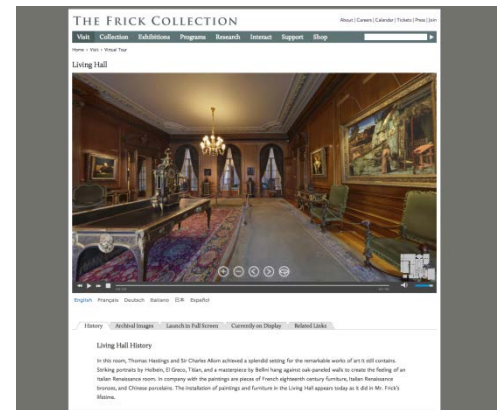 THE FRICK COLLECTION
About | Careers | Calendar | Tickets | Press | Join
Visit Collection Exhibitions Programs Research Interact Support Shop
Home > Visit > Virtual Tour
Living Hall
English Français Deutsch Italiano 日本 Español
History Archival Images Launch to Full Screen Currently on Display Related Links
Living Hall History
In this room, Thomas Hastings and Sir Charles Allom achieved a splendid setting for the remarkable works of art it still contains.
Striking portraits by Holbein, El Greco, Titian, and a masterpiece by Bellini hang against oak-paneled walls to create the feeling of an
Italian Renaissance room. In company with the paintings are pieces of French eighteenth century furniture, Italian Renaissance
bronzes, and Chinese porcelains. The installation of paintings and furniture in the Living Hall appears today as it did in Mr. Frick's
lifetime.